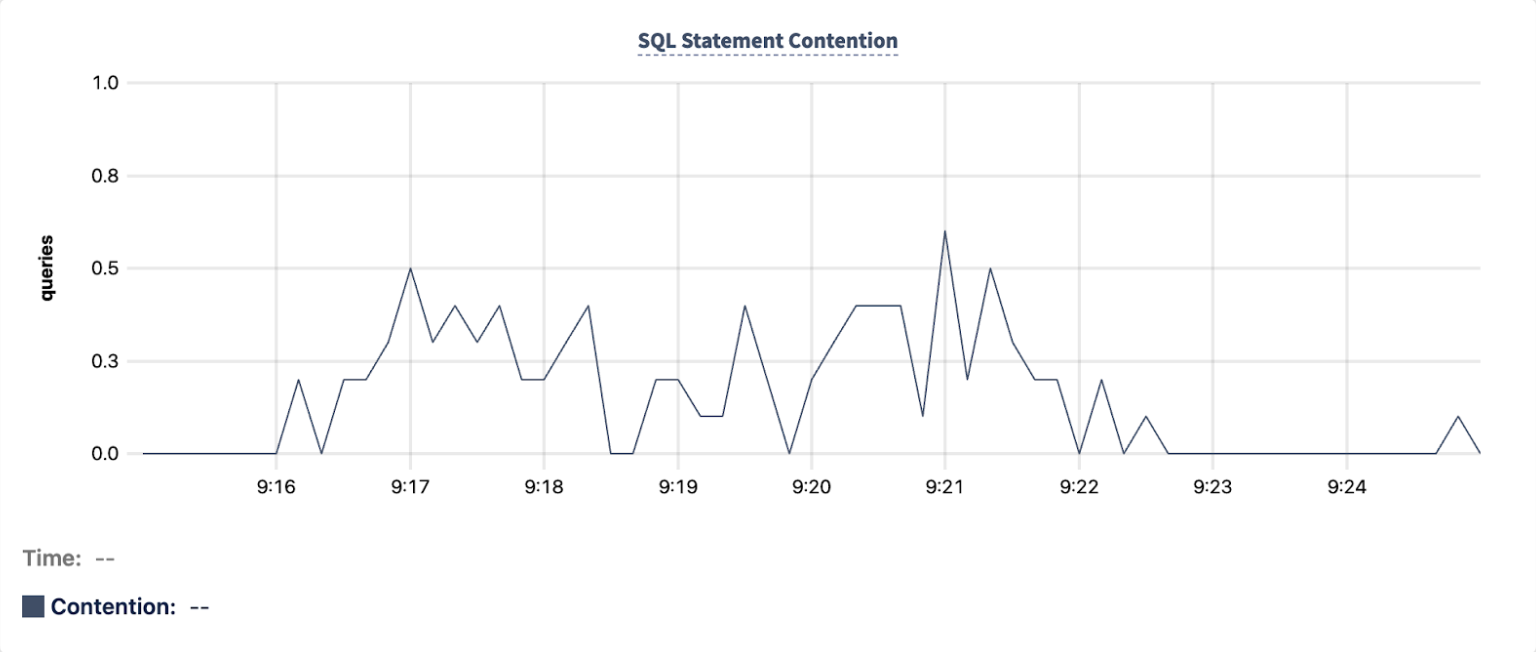 SQL Statement Contention
1.0
0.8
0.5
0.3
0.0
queries
9:16 9:17 9:18 9:19 9:20 9:21 9:22 9:23 9:24
Time: --
Contention: --